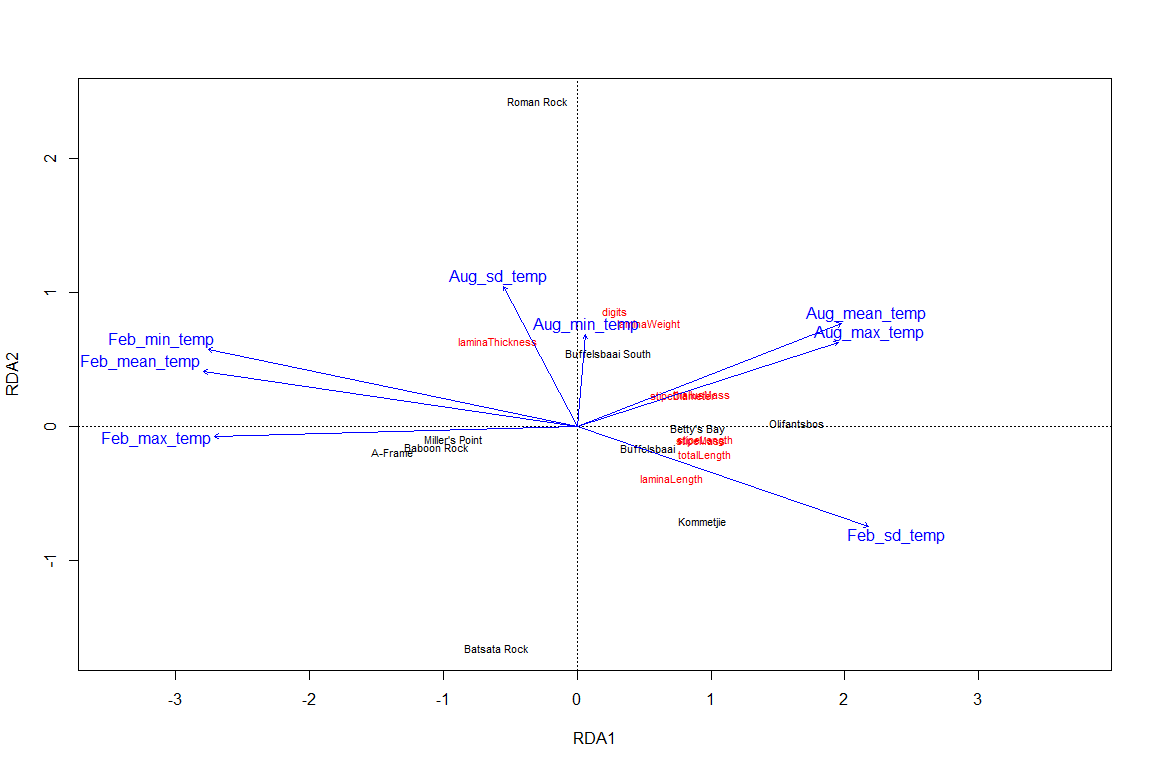 Roman Rock
2
Aug_sd_temp
1
digits
Aug_mean_temp
Aug_min_temp
Aug_max_temp
Feb_min_temp
laminaThickness
Buffelsbaai South
Feb_mean_temp
RDA2
stipeDiameter
Olifantsbos
0
Betty's Bay
Feb_max_temp
Miller's Point
stipeLength
Baboon Rock
Buffelsbaai
A-Frame
totalLength
laminaLength
Kommetjie
Feb_sd_temp
-1
Batsata Rock
-3
-2
-1
0
1
2
3
RDA1